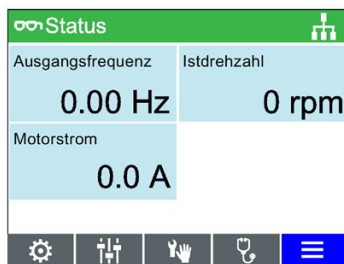 Status
Ausgangsfrequenz
0.00 Hz
Istdrehzahl
0 rpm
Motorstrom
0.0 A